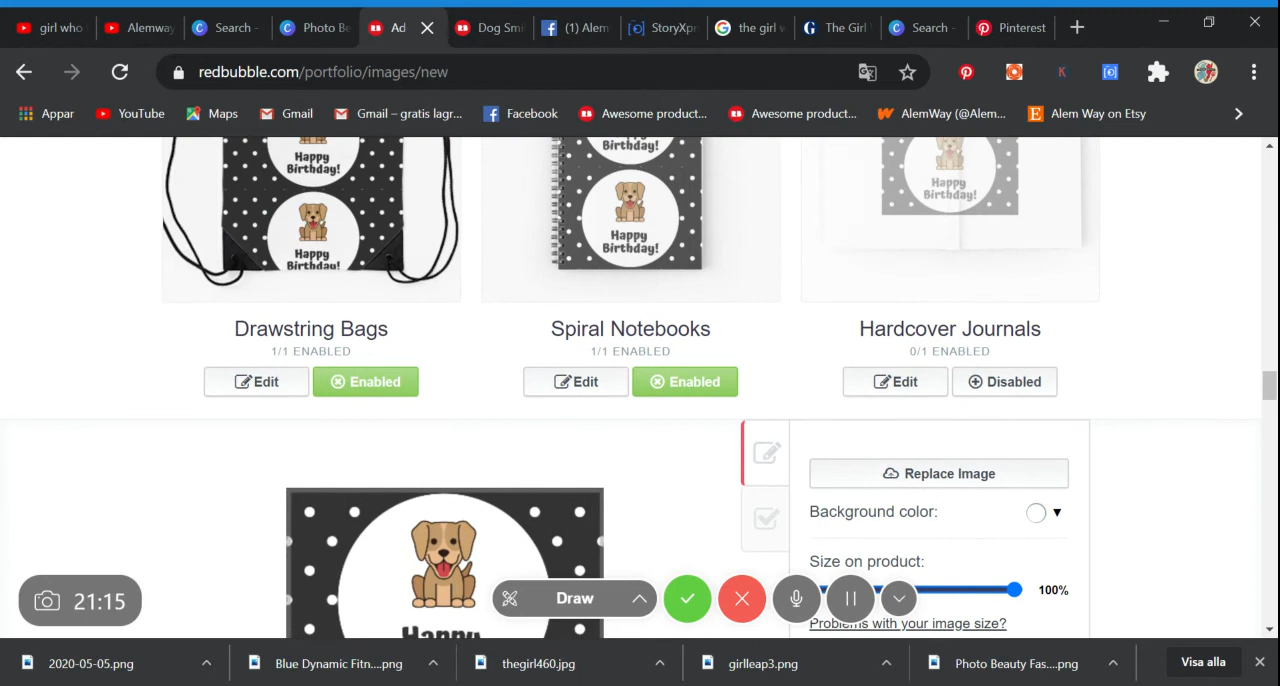 girl who
Alemway
Search -
Photo Be
Ad
Dog Smi
(1) Alem
StoryXpr
the girl w
The Girl
Search -
Pinterest
redbubble.com/portfolio/images/new
Appar
YouTube
Maps
Gmail
Gmail – gratis lagr...
Facebook
Awesome product...
Awesome product...
AlemWay (@Alem...
Alem Way on Etsy
Happy
Birthday!
Happy
Birthday!
Birthday!
Happy
Birthday!
Happy
Birthday!
Drawstring Bags
Spiral Notebooks
Hardcover Journals
1/1 ENABLED
1/1 ENABLED
0/1 ENABLED
Edit
Enabled
Edit
Enabled
Edit
Disabled
Replace Image
Background color:
Size on product:
100%
Problems with your image size?
Happy
21:15
Draw
2020-05-05.png
Blue Dynamic Fitn....png
thegirl460.jpg
girlleap3.png
Photo Beauty Fas....png
Visa alla